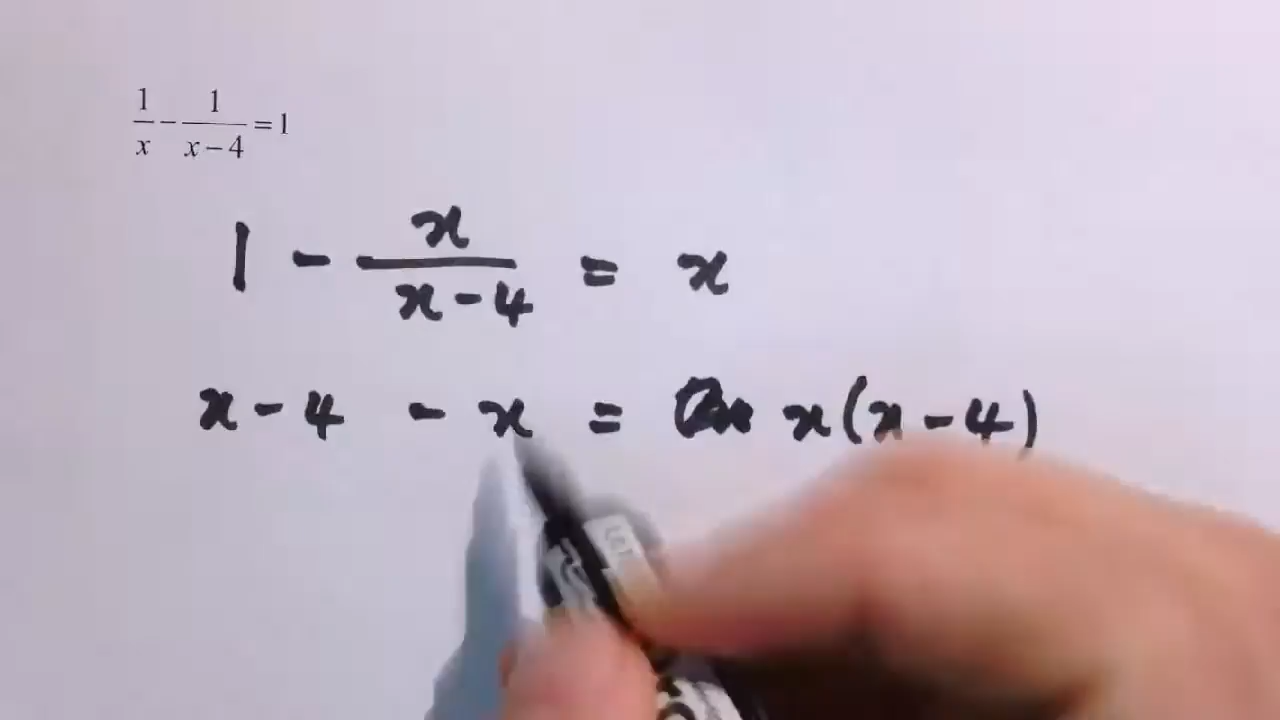 1/x - 1/(x-4) = 1
1 - x/(x-4) = x
x-4 - x = x(x-4)